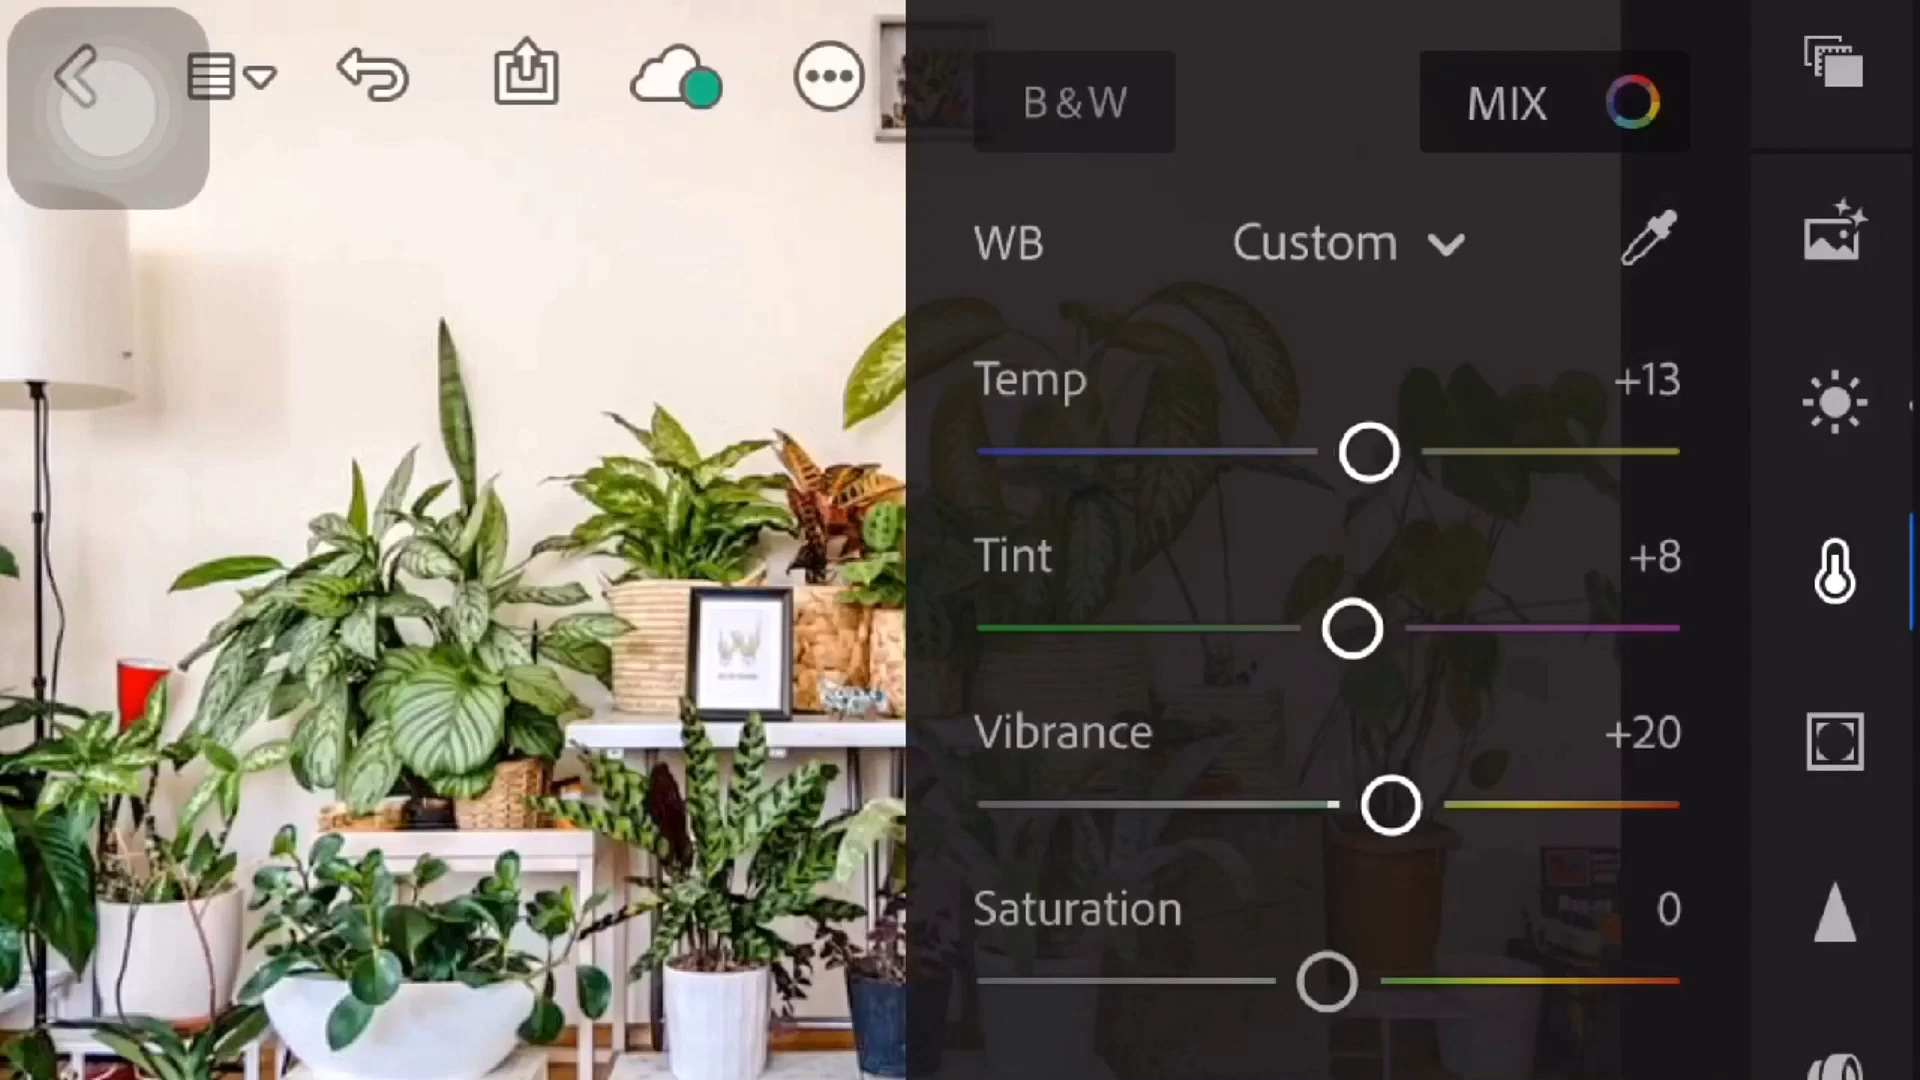 B&W
MIX
WB
Custom
Temp
+13
Tint
+8
Vibrance
+20
Saturation
0